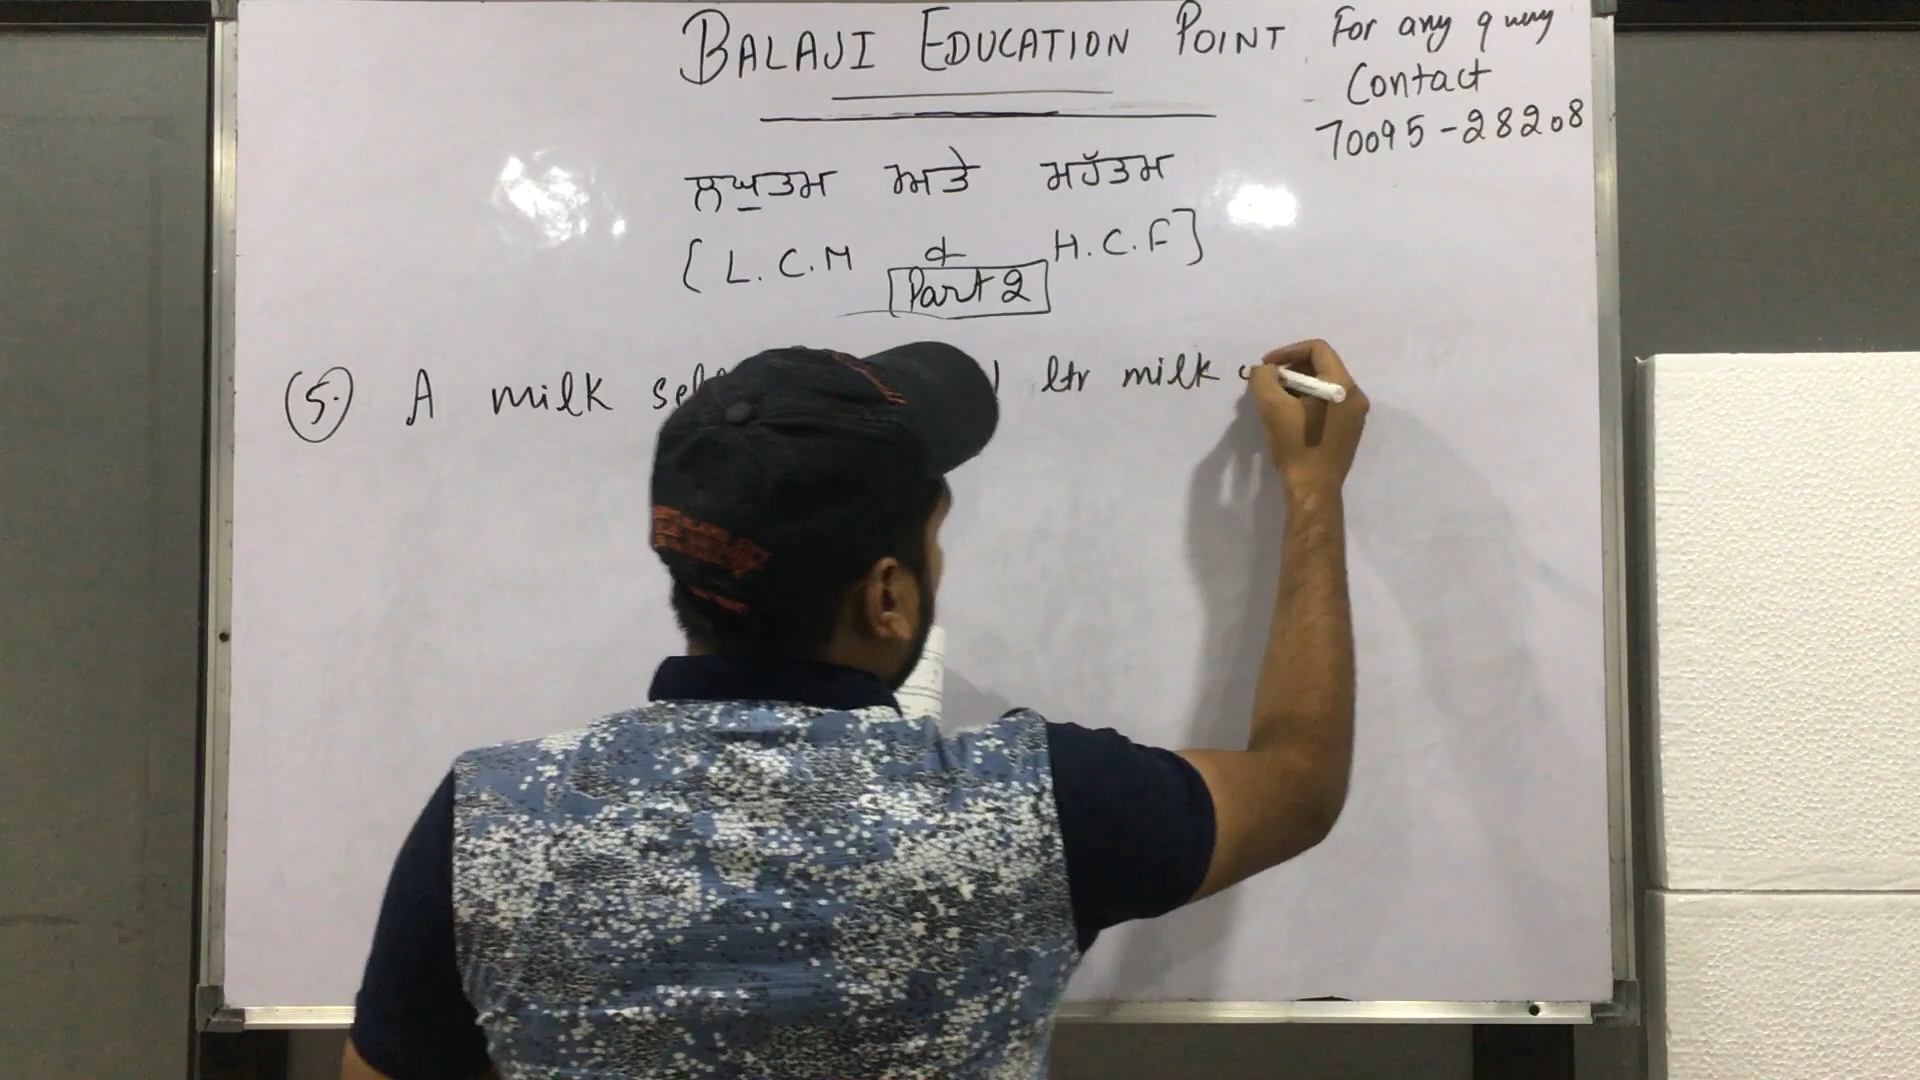 BALAJI EDUCATION POINT
For any query
Contact
70095-28208
ਲਘੁਤਮ ਅਤੇ ਮਹੱਤਮ
[L.C.M & H.C.F]
Part 2
(5.) A milk ltr milk